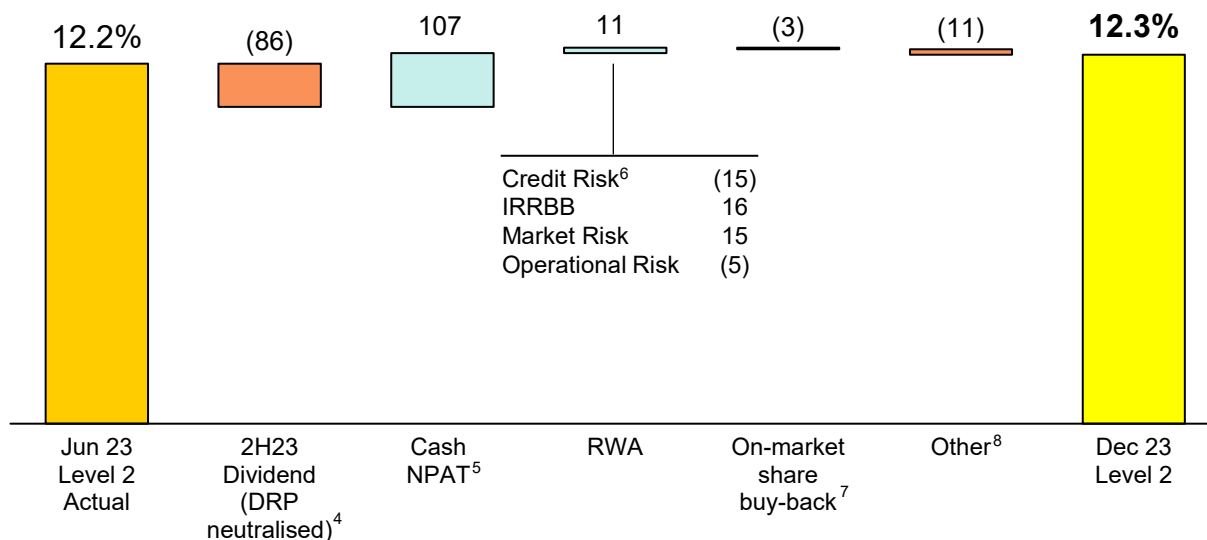 12.2% (86) 107 11 (3) (11) 12.3%
Credit Risk6 (15)
IRRBB 16
Market Risk 15
Operational Risk (5)
Jun 23
Level 2
Actual
2H23
Dividend
(DRP
neutralised)4
Cash
NPAT5
RWA
On-market
share
buy-back7
Other8
Dec 23
Level 2